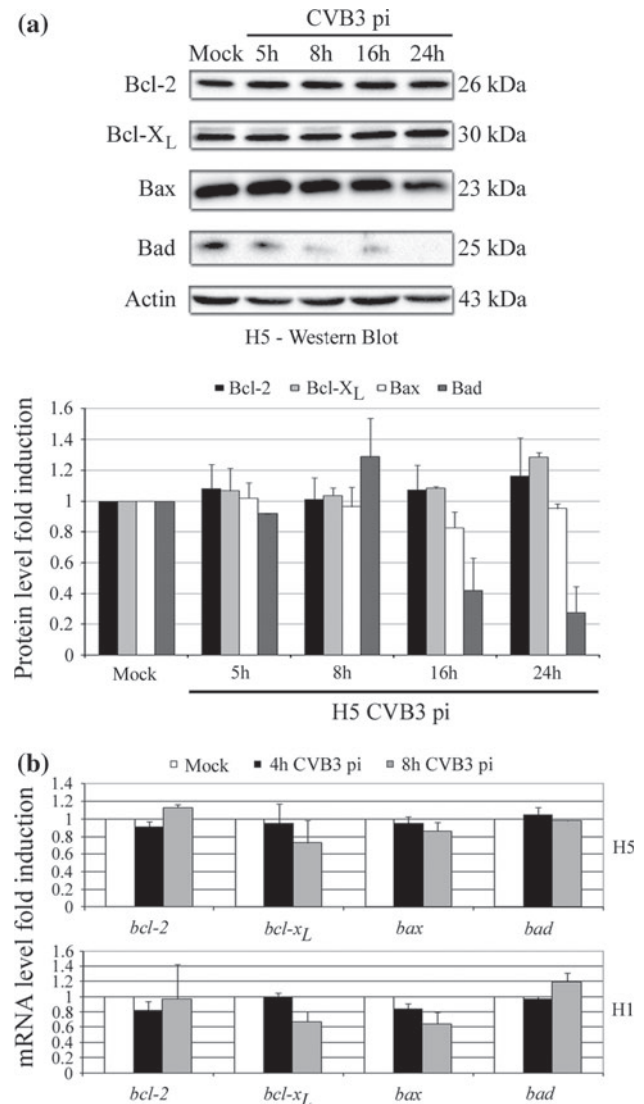 (a)
CVB3 pi
Mock 5h 8h 16h 24h
Bcl-2 26 kDa
Bcl-XL 30 kDa
Bax 23 kDa
Bad 25 kDa
Actin 43 kDa
H5 - Western Blot
Bcl-2 Bcl-XL Bax Bad
Protein level fold induction
1.6
1.4
1.2
1
0.8
0.6
0.4
0.2
0
Mock 5h 8h 16h 24h
H5 CVB3 pi
(b)
Mock 4h CVB3 pi 8h CVB3 pi
mRNA level fold induction
1.4
1.2
1
0.8
0.6
0.4
0.2
H5
bcl-2 bcl-xL bax bad
1.4
1.2
1
0.8
0.6
0.4
0.2
H1
bcl-2 bcl-xL bax bad